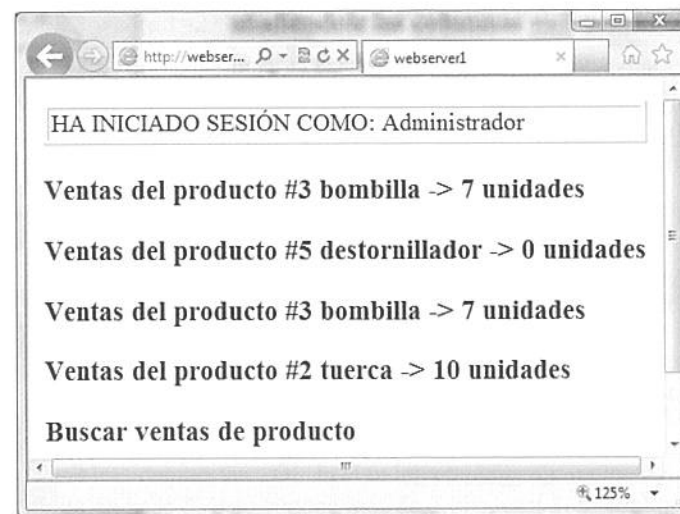 http://webser...
webserver1
HA INICIADO SESIÓN COMO: Administrador
Ventas del producto #3 bombilla -> 7 unidades
Ventas del producto #5 destornillador -> 0 unidades
Ventas del producto #3 bombilla -> 7 unidades
Ventas del producto #2 tuerca -> 10 unidades
Buscar ventas de producto
125%